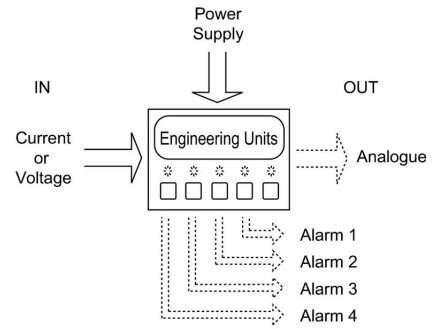 Power
Supply
IN
OUT
Current
or
Voltage
Engineering Units
Analogue
Alarm 1
Alarm 2
Alarm 3
Alarm 4